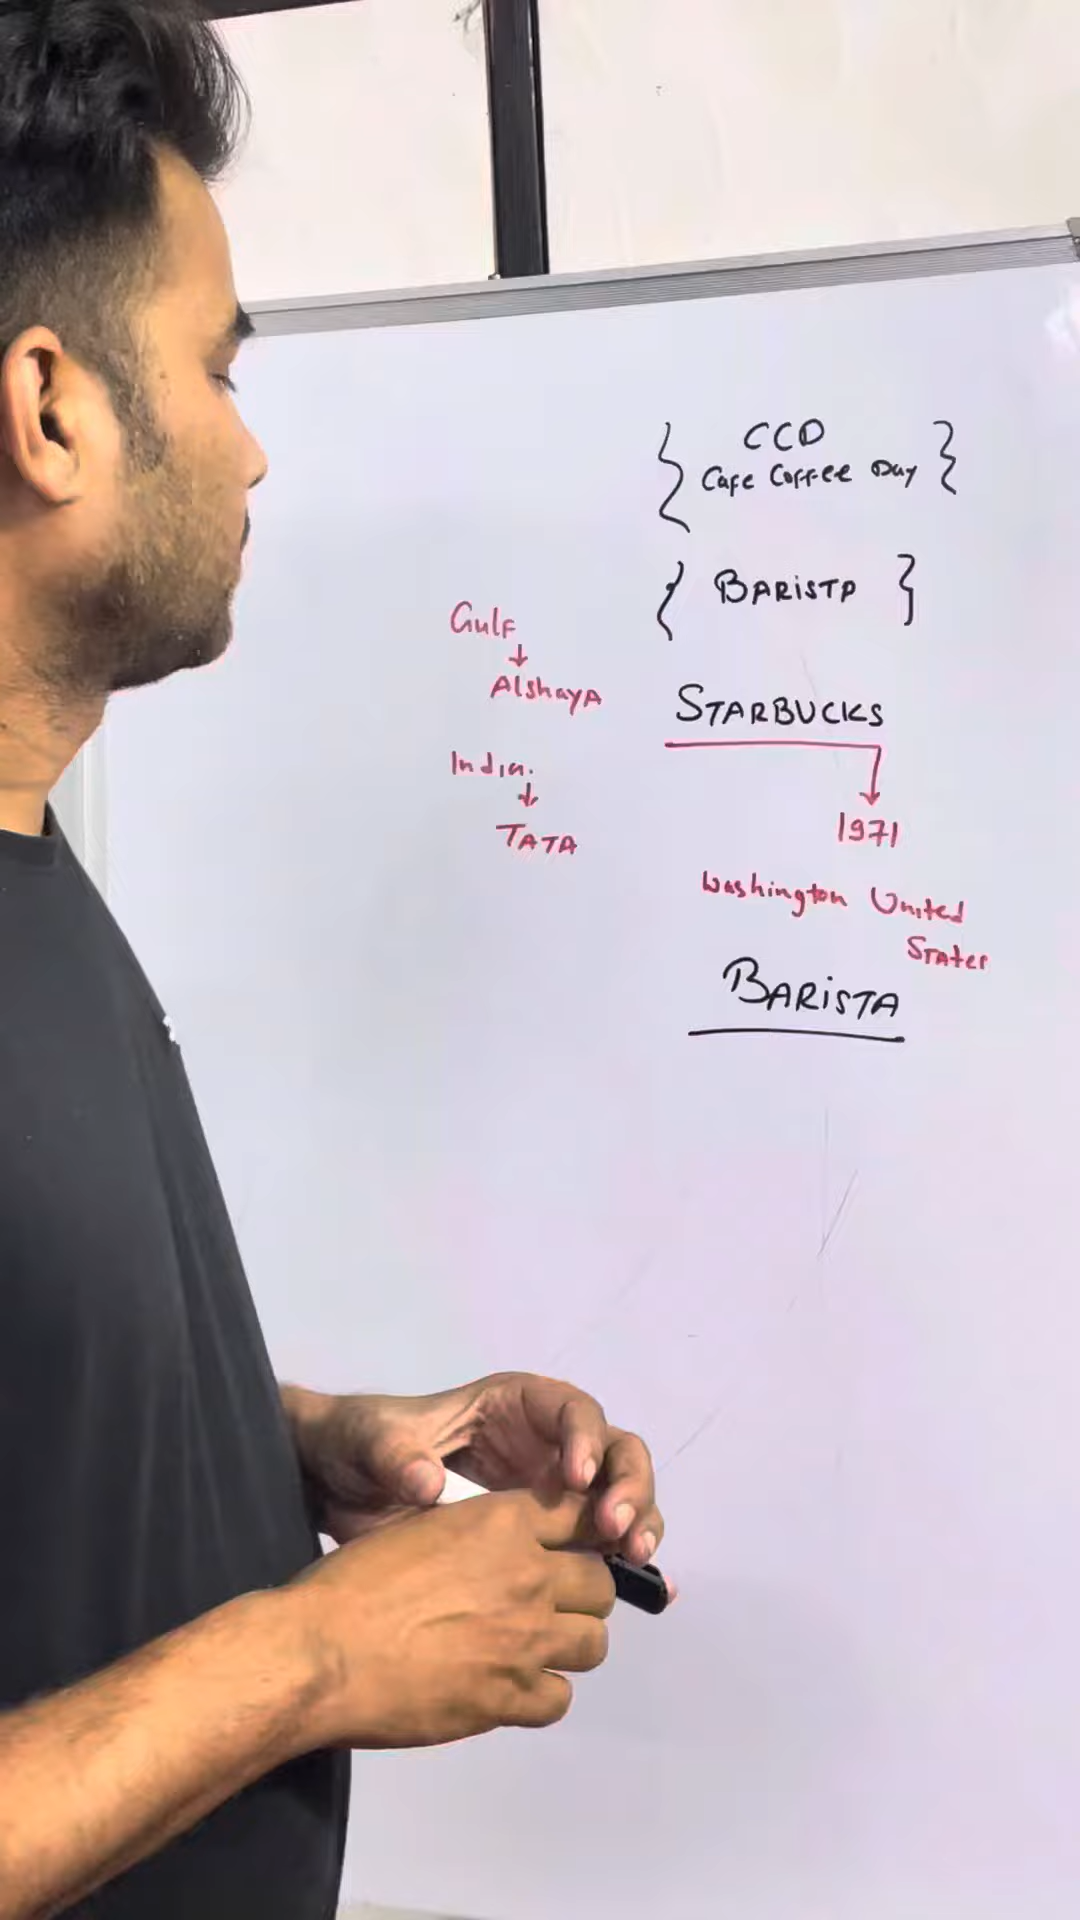 CCD
Cafe Coffee Day
BARiSTA
Gulf
AlshayA
STARBUCKS
India.
TATA
1971
Washington United
States
BARiSTA